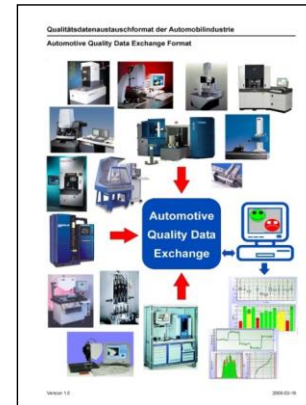 Qualitätsdatenaustauschformat der Automobilindustrie
Automotive Quality Data Exchange Format
Automotive
Quality Data
Exchange
Version 1.0